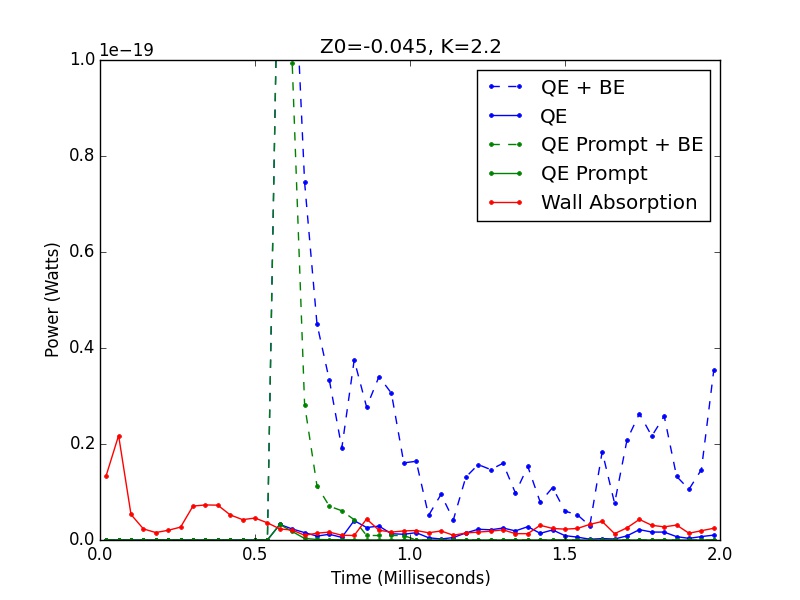 Z0=-0.045, K=2.2
1e−19
1.0
0.8
0.6
0.4
0.2
0.0
Power (Watts)
QE + BE
QE
QE Prompt + BE
QE Prompt
Wall Absorption
0.0 0.5 1.0 1.5 2.0
Time (Milliseconds)